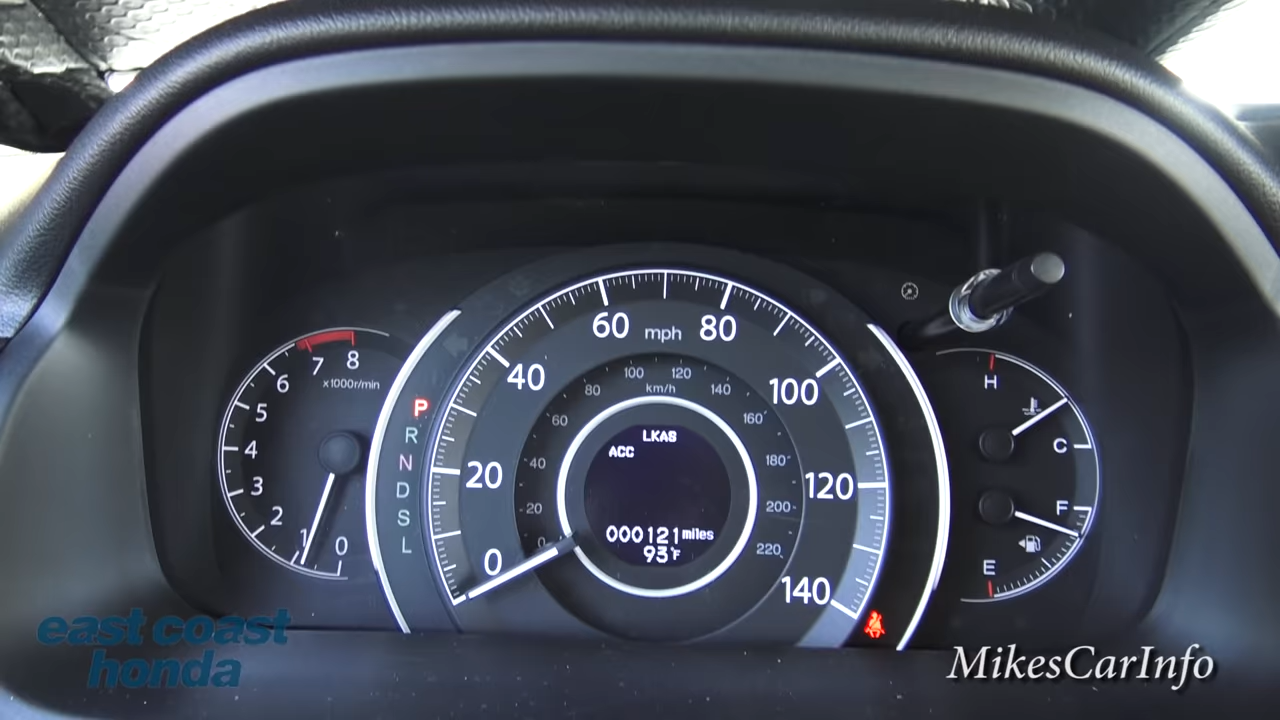 8
7
6
5
4
3
2
1
0
x1000r/min
P
R
N
D
S
L
0
20
40
60
mph
80
100
120
140
0
20
40
60
80
100
120
140
160
180
200
220
km/h
LKAS
ACC
000121 miles
93°F
H
C
F
E
east coast
honda
MikesCarInfo